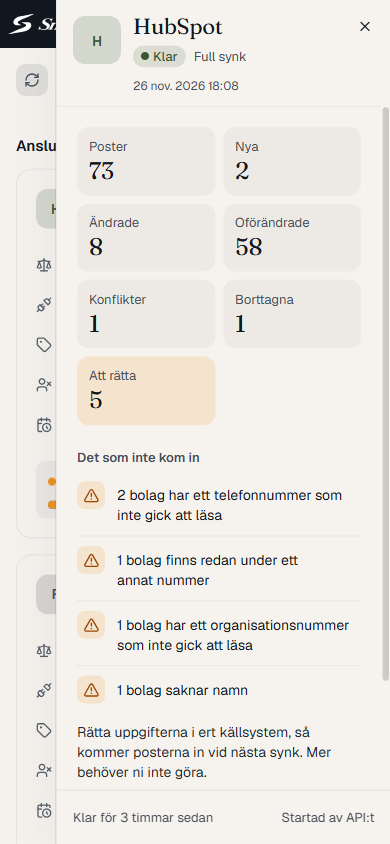 H
HubSpot
Klar
Full synk
26 nov. 2026 18:08
Anslu
Poster
73
Nya
2
Ändrade
8
Oförändrade
58
Konflikter
1
Borttagna
1
Att rätta
5
Det som inte kom in
2 bolag har ett telefonnummer som
inte gick att läsa
1 bolag finns redan under ett
annat nummer
1 bolag har ett organisationsnummer
som inte gick att läsa
1 bolag saknar namn
Rätta uppgifterna i ert källsystem, så
kommer posterna in vid nästa synk. Mer
behöver ni inte göra.
Klar för 3 timmar sedan
Startad av API:t